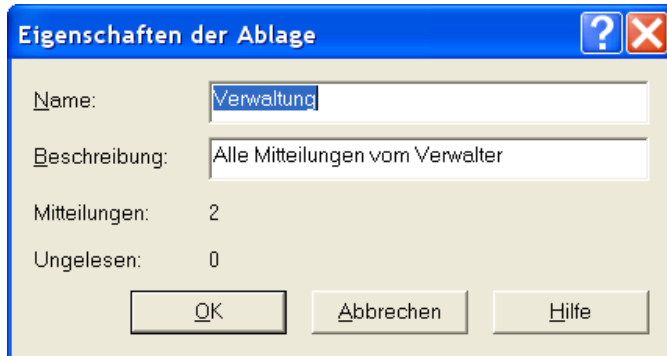 Eigenschaften der Ablage
Name: Verwaltung
Beschreibung: Alle Mitteilungen vom Verwalter
Mitteilungen: 2
Ungelesen: 0
OK Abbrechen Hilfe